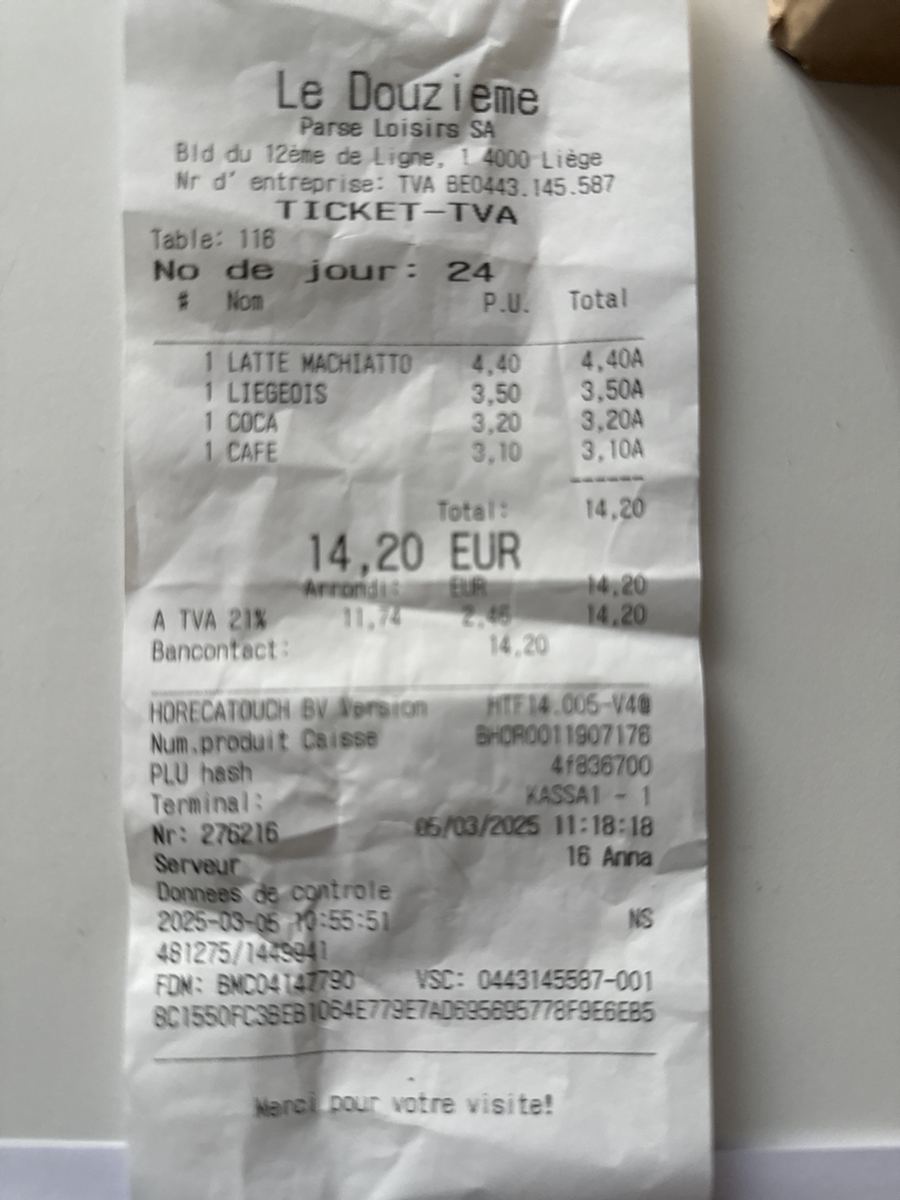 Le Douzieme
Parse Loisirs SA
Bld du 12ème de Ligne, 1 4000 Liège
Nr d' entreprise: TVA BE0443.145.587
TICKET-TVA
Table: 116
No de jour: 24
# Nom P.U. Total
1 LATTE MACHIATTO 4,40 4,40A
1 LIEGEOIS 3,50 3,50A
1 COCA 3,20 3,20A
1 CAFE 3,10 3,10A
------
Total: 14,20
14,20 EUR
Arrondi: EUR 14,20
A TVA 21% 11,74 2,46 14,20
Bancontact: 14,20
HORECATOUCH BV Version
Num.produit Caisse BHOR0011907176
PLU hash 4f836700
Terminal: KASSA1 - 1
Nr: 276216 11:18:18
Serveur 16 Anna
Donnees de controle
NS
FDM: VSC: 0443145587-001
Merci pour votre visite!